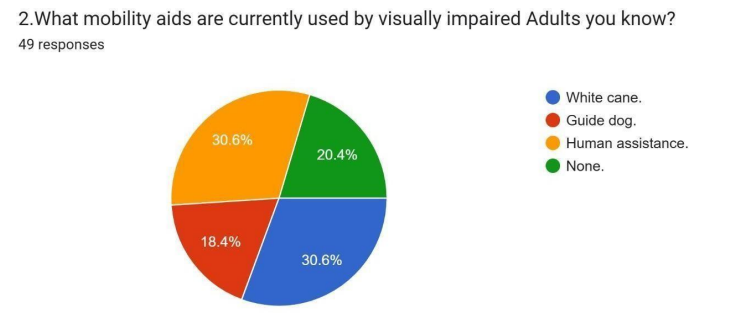 2.What mobility aids are currently used by visually impaired Adults you know?
49 responses
30.6%
20.4%
18.4%
30.6%
White cane.
Guide dog.
Human assistance.
None.